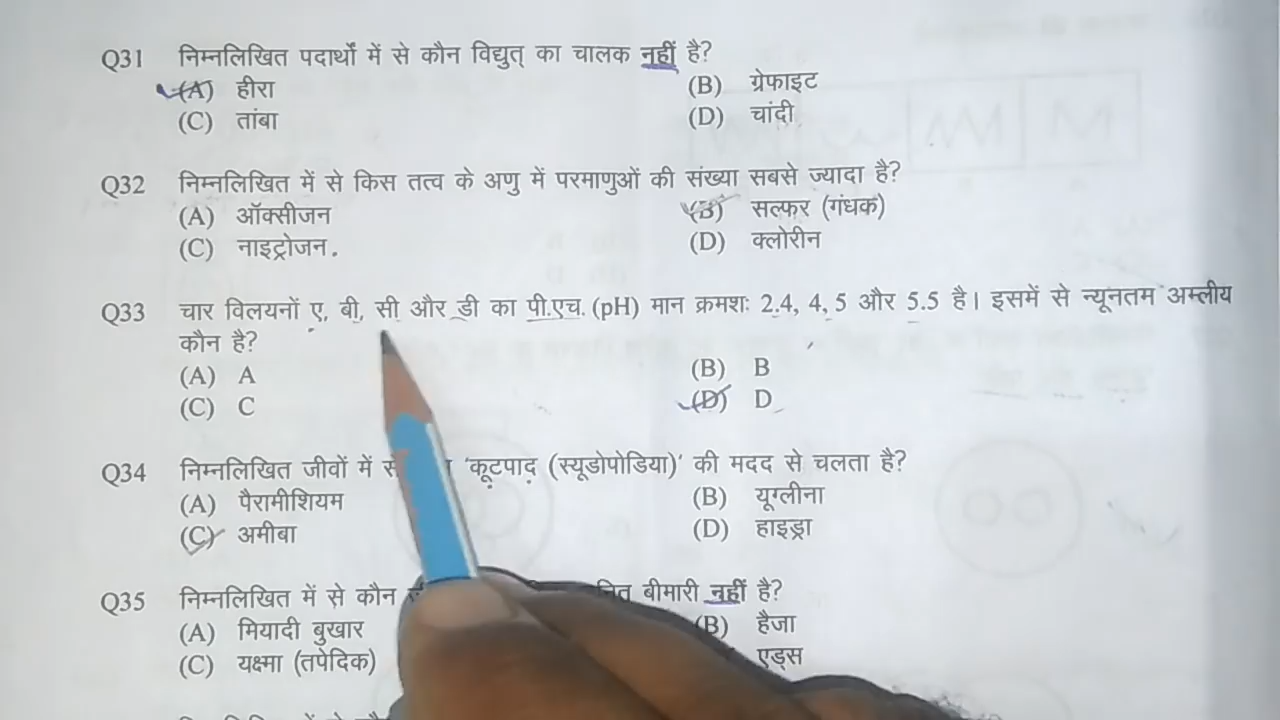 Q31 निम्नलिखित पदार्थों में से कौन विद्युत् का चालक नहीं है?
(A) हीरा (B) ग्रेफाइट
(C) तांबा (D) चांदी
Q32 निम्नलिखित में से किस तत्व के अणु में परमाणुओं की संख्या सबसे ज्यादा है?
(A) ऑक्सीजन (B) सल्फर (गंधक)
(C) नाइट्रोजन. (D) क्लोरीन
Q33 चार विलयनों ए, बी, सी और डी का पी.एच. (pH) मान क्रमशः 2.4, 4, 5 और 5.5 है। इसमें से न्यूनतम अम्लीय
कौन है?
(A) A (B) B
(C) C (D) D
Q34 निम्नलिखित जीवों में 'कूटपाद (स्यूडोपोडिया)' की मदद से चलता है?
(A) पैरामीशियम (B) यूग्लीना
(C) अमीबा (D) हाइड्रा
Q35 निम्नलिखित में से कौन बीमारी नहीं है?
(A) मियादी बुखार (B) हैजा
(C) यक्ष्मा (तपेदिक) एड्स